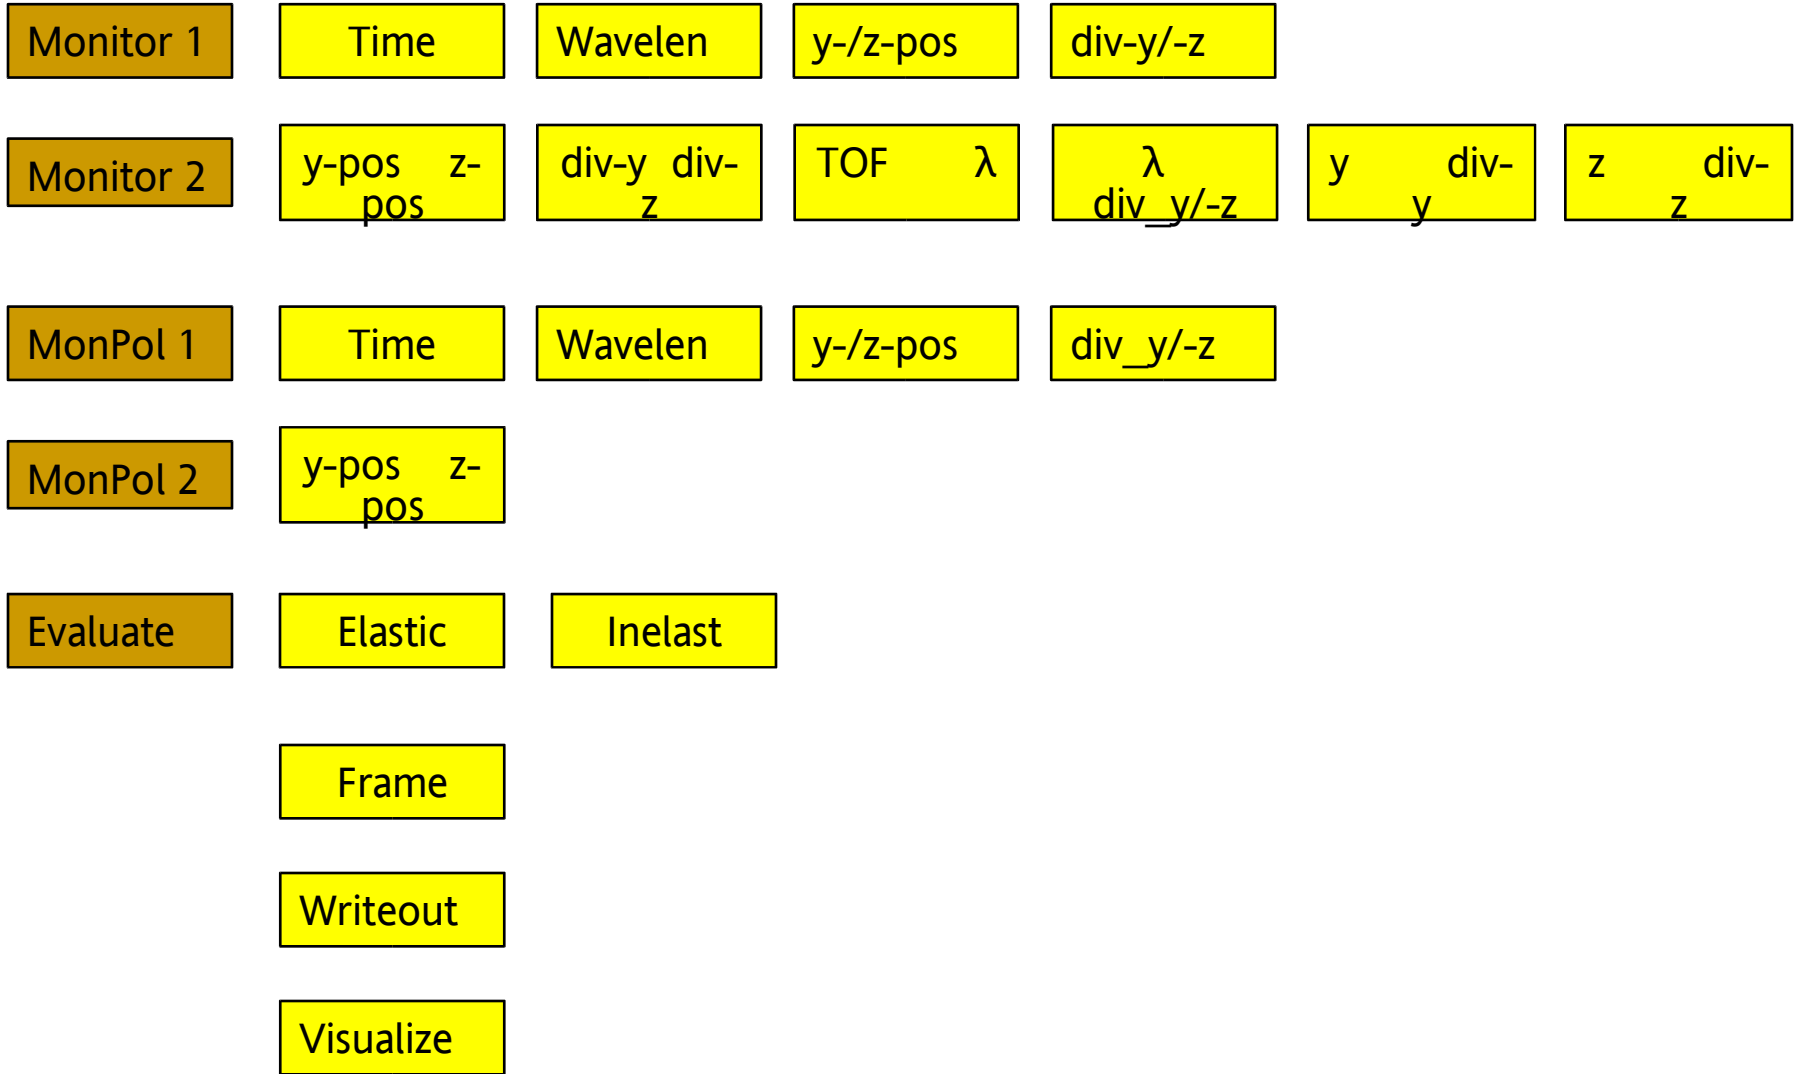 Monitor 1 Time Wavelen y-/z-pos div-y/-z
Monitor 2
y-pos z-
pos
div-y div-
z
TOF λ
λ
div_y/-z
y div-
y
z div-
z
MonPol 1 Time Wavelen y-/z-pos div_y/-z
MonPol 2
y-pos z-
pos
Evaluate Elastic Inelast
Frame
Writeout
Visualize